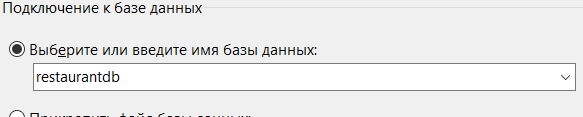 Подключение к базе данных
Выберите или введите имя базы данных:
restaurantdb